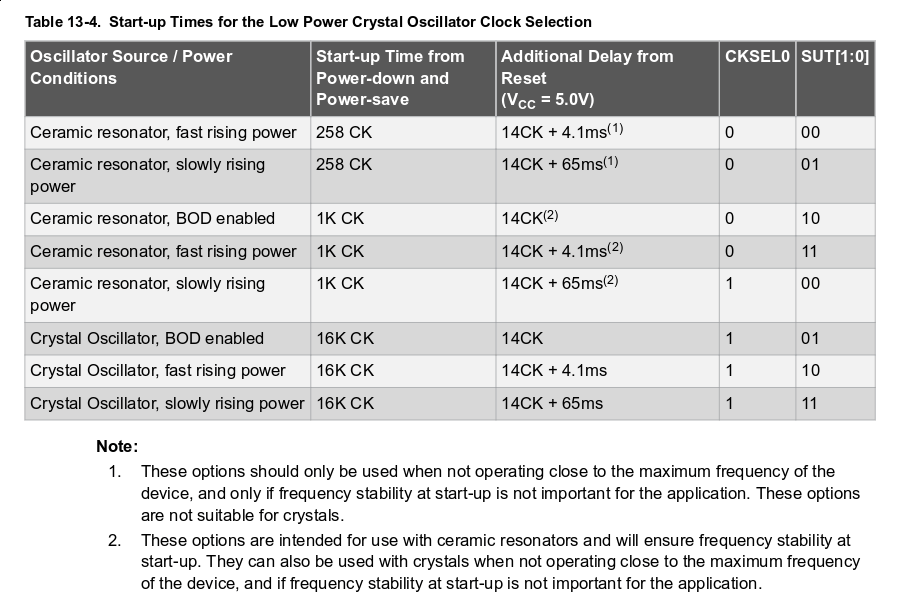 Table 13-4. Start-up Times for the Low Power Crystal Oscillator Clock Selection
Oscillator Source / Power Conditions | Start-up Time from Power-down and Power-save | Additional Delay from Reset (VCC = 5.0V) | CKSEL0 | SUT[1:0]
Ceramic resonator, fast rising power | 258 CK | 14CK + 4.1ms(1) | 0 | 00
Ceramic resonator, slowly rising power | 258 CK | 14CK + 65ms(1) | 0 | 01
Ceramic resonator, BOD enabled | 1K CK | 14CK(2) | 0 | 10
Ceramic resonator, fast rising power | 1K CK | 14CK + 4.1ms(2) | 0 | 11
Ceramic resonator, slowly rising power | 1K CK | 14CK + 65ms(2) | 1 | 00
Crystal Oscillator, BOD enabled | 16K CK | 14CK | 1 | 01
Crystal Oscillator, fast rising power | 16K CK | 14CK + 4.1ms | 1 | 10
Crystal Oscillator, slowly rising power | 16K CK | 14CK + 65ms | 1 | 11
Note:
1. These options should only be used when not operating close to the maximum frequency of the
device, and only if frequency stability at start-up is not important for the application. These options
are not suitable for crystals.
2. These options are intended for use with ceramic resonators and will ensure frequency stability at
start-up. They can also be used with crystals when not operating close to the maximum frequency
of the device, and if frequency stability at start-up is not important for the application.